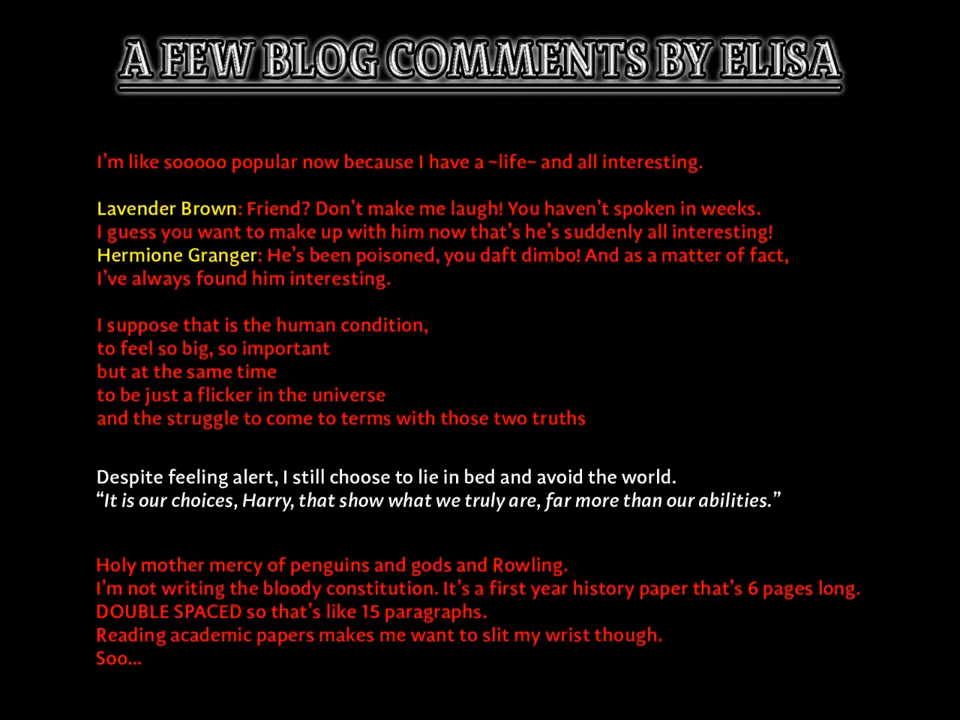 A FEW BLOG COMMENTS BY ELISA
I'm like sooooo popular now because I have a ~life~ and all interesting.
Lavender Brown: Friend? Don't make me laugh! You haven't spoken in weeks.
I guess you want to make up with him now that's he's suddenly all interesting!
Hermione Granger: He's been poisoned, you daft dimbo! And as a matter of fact,
I've always found him interesting.
I suppose that is the human condition,
to feel so big, so important
but at the same time
to be just a flicker in the universe
and the struggle to come to terms with those two truths
Despite feeling alert, I still choose to lie in bed and avoid the world.
“It is our choices, Harry, that show what we truly are, far more than our abilities.”
Holy mother mercy of penguins and gods and Rowling.
I'm not writing the bloody constitution. It's a first year history paper that's 6 pages long.
DOUBLE SPACED so that's like 15 paragraphs.
Reading academic papers makes me want to slit my wrist though.
Soo...